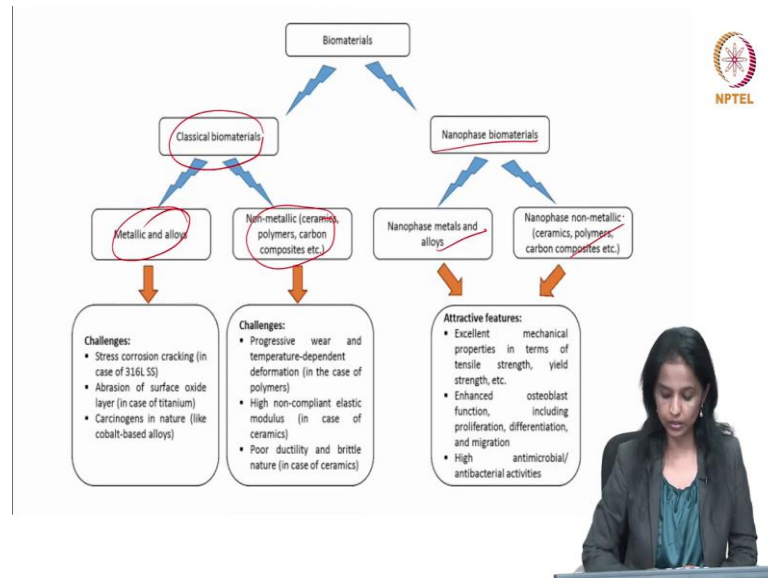 Biomaterials
NPTEL
Classical biomaterials
Nanophase biomaterials
Metallic and alloys
Non-metallic (ceramics,
polymers, carbon
composites etc.)
Nanophase metals and
alloys
Nanophase non-metallic
(ceramics, polymers,
carbon composites etc.)
Challenges:
▪ Stress corrosion cracking (in
case of 316L SS)
▪ Abrasion of surface oxide
layer (in case of titanium)
▪ Carcinogens in nature (like
cobalt-based alloys)
Challenges:
▪ Progressive wear and
temperature-dependent
deformation (in the case of
polymers)
▪ High non-compliant elastic
modulus (in case of
ceramics)
▪ Poor ductility and brittle
nature (in case of ceramics)
Attractive features:
▪ Excellent mechanical
properties in terms of
tensile strength, yield
strength, etc.
▪ Enhanced osteoblast
function, including
proliferation, differentiation,
and migration
▪ High antimicrobial/
antibacterial activities